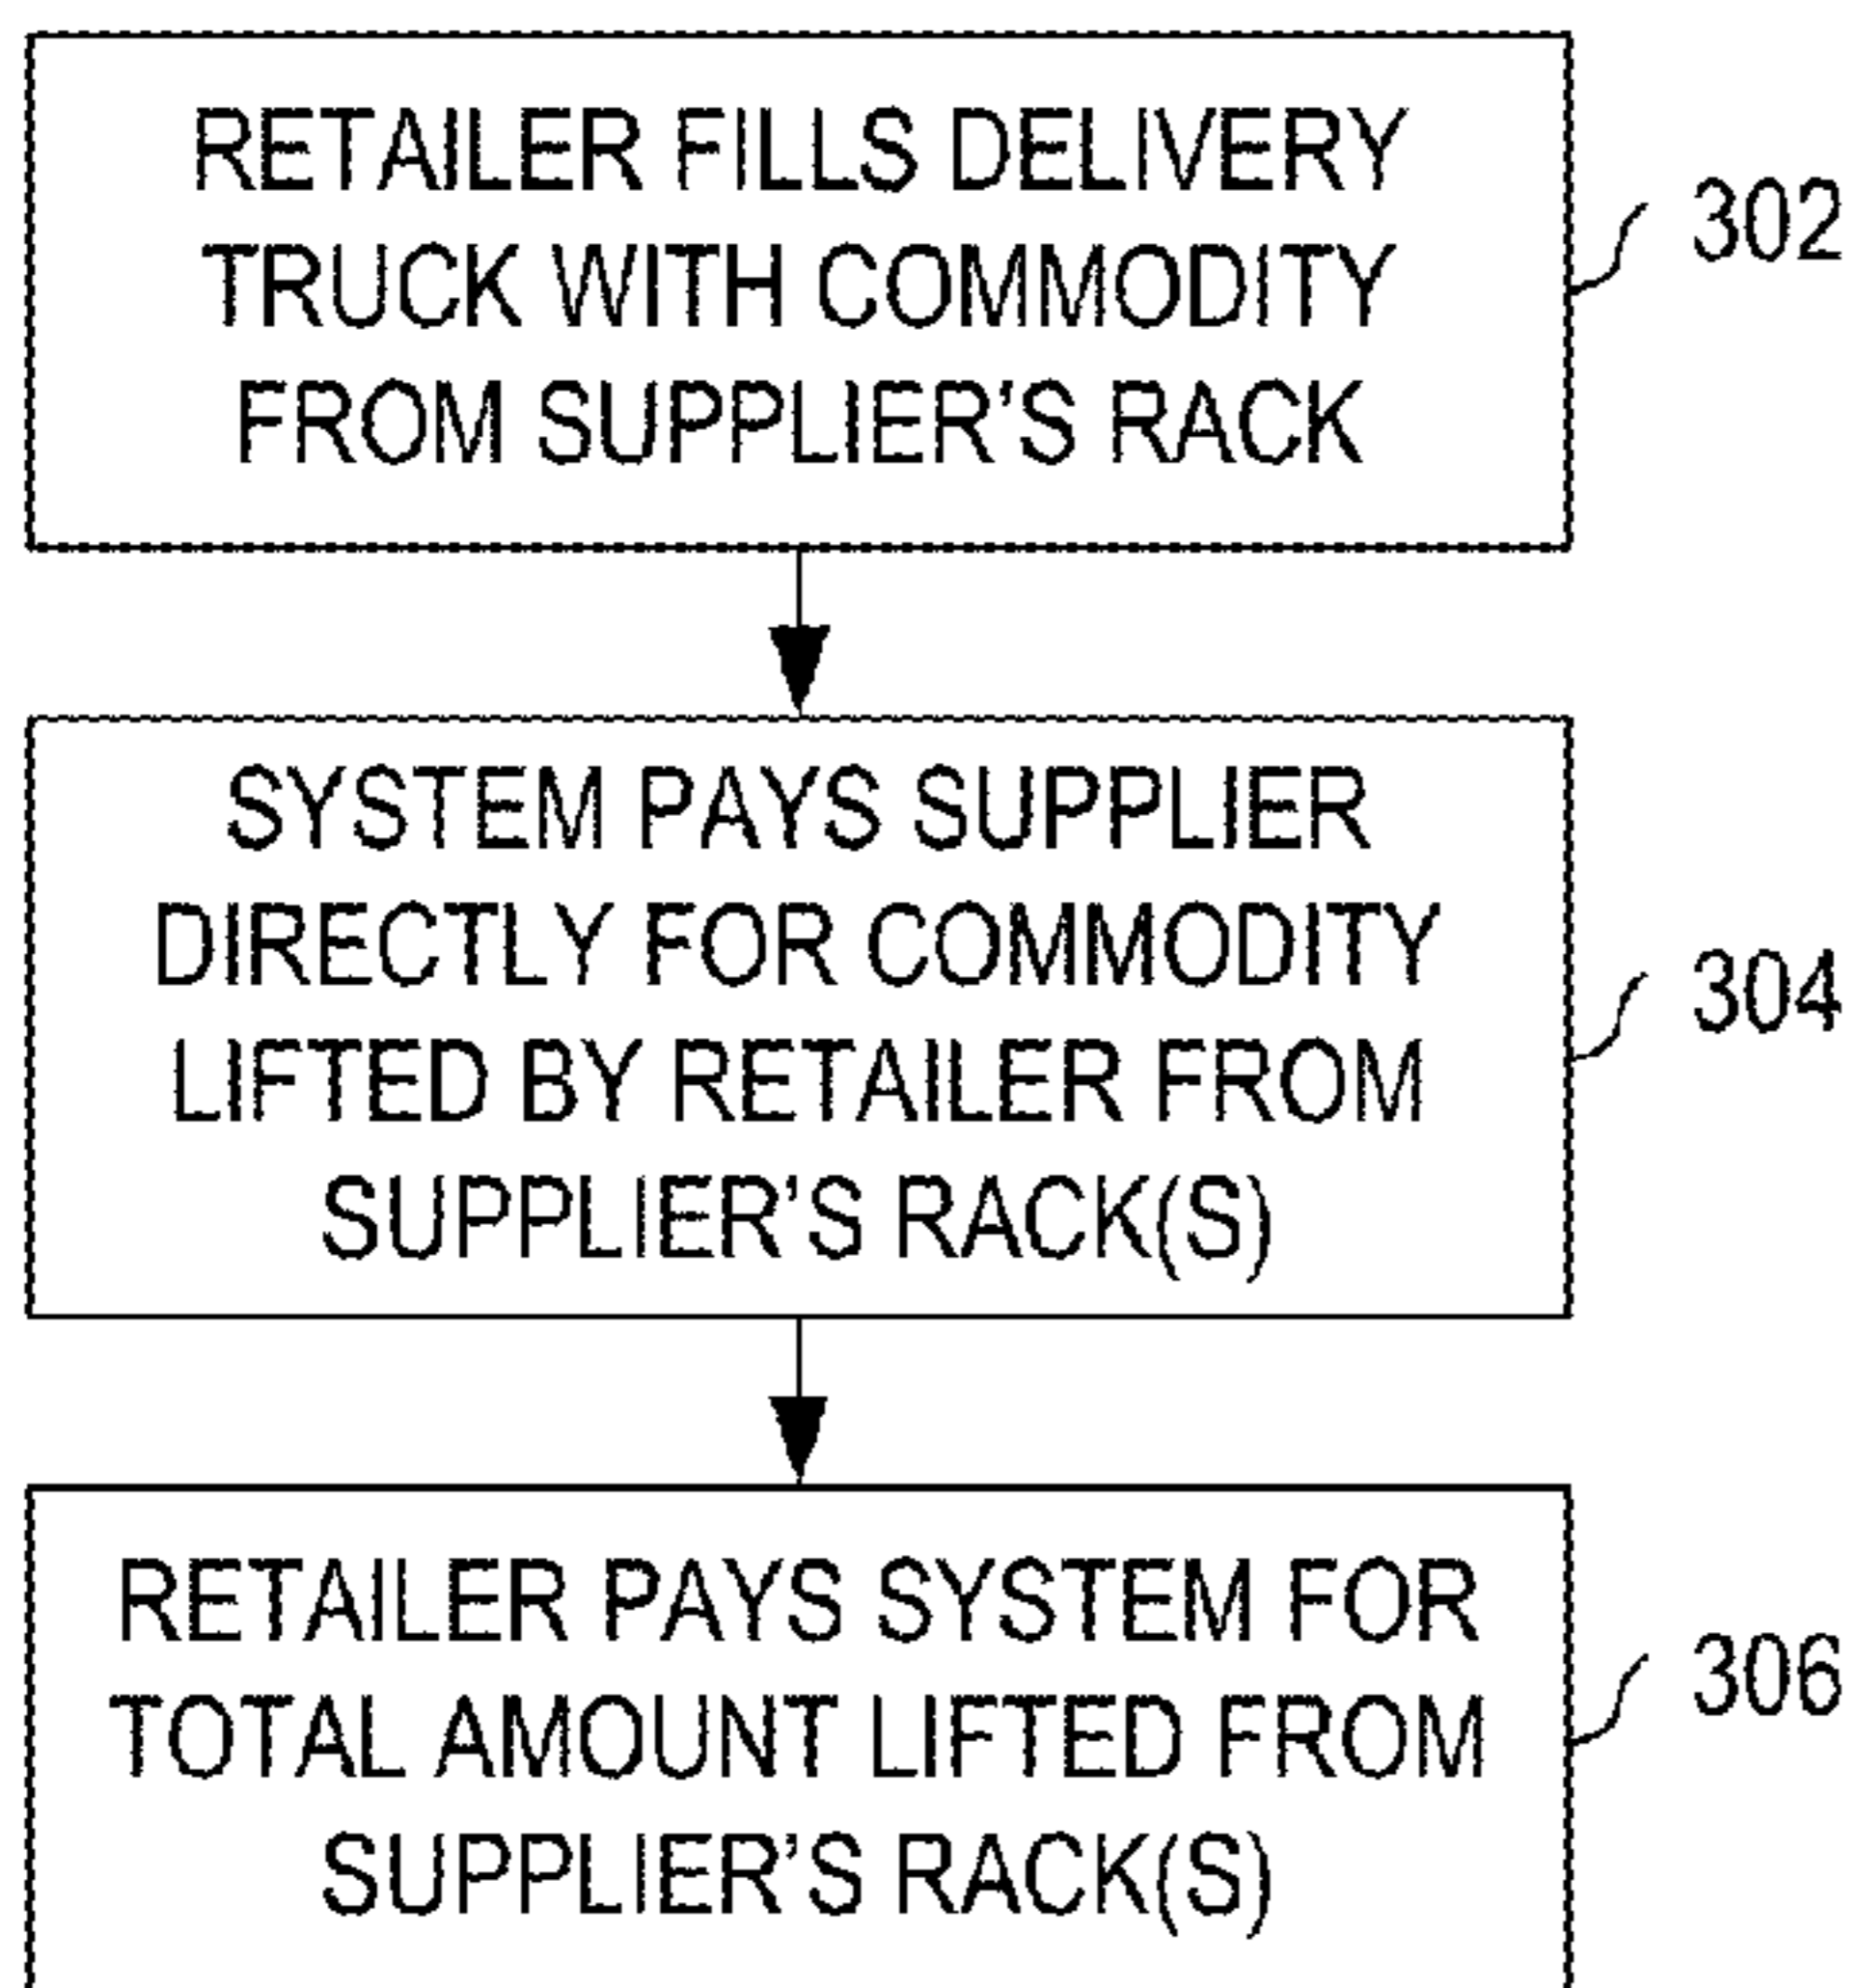 RETAILER FILLS DELIVERY
TRUCK WITH COMMODITY
FROM SUPPLIER'S RACK
302
SYSTEM PAYS SUPPLIER
DIRECTLY FOR COMMODITY
LIFTED BY RETAILER FROM
SUPPLIER'S RACK(S)
304
RETAILER PAYS SYSTEM FOR
TOTAL AMOUNT LIFTED FROM
SUPPLIER'S RACK(S)
306